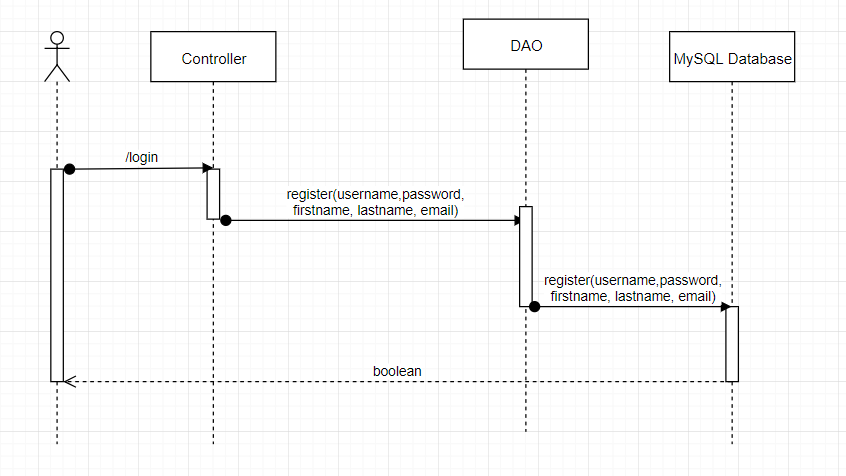 Controller
DAO
MySQL Database
/login
register(username,password,
firstname, lastname, email)
register(username,password,
firstname, lastname, email)
boolean